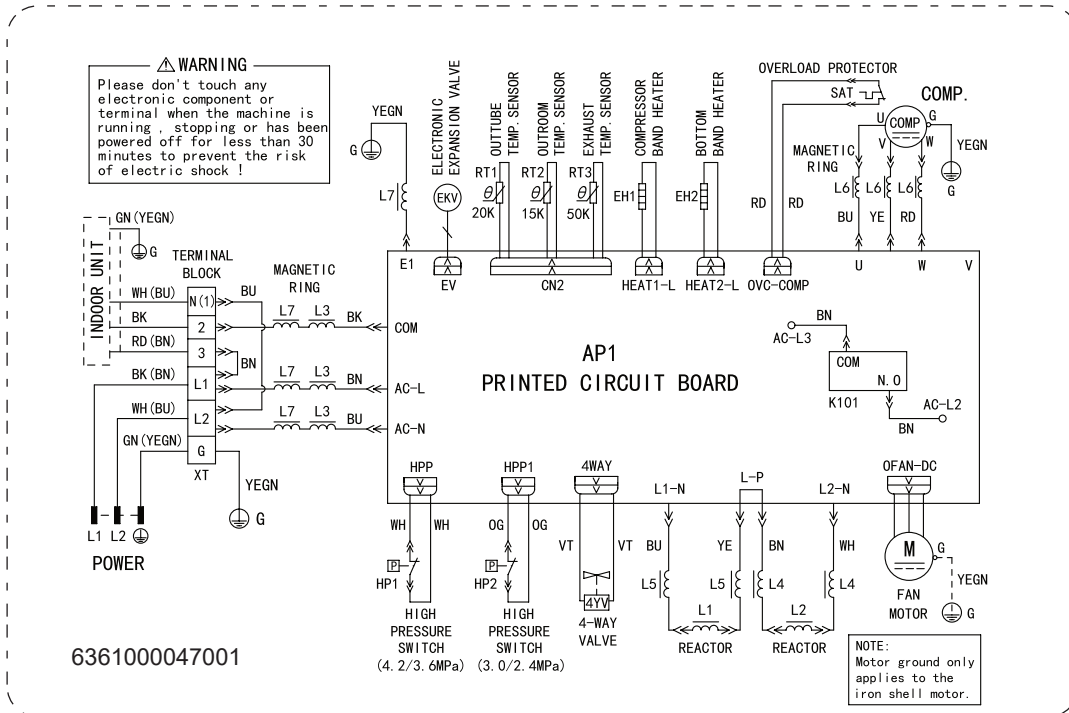 WARNING
Please don't touch any
electronic component or
terminal when the machine is
running , stopping or has been
powered off for less than 30
minutes to prevent the risk
of electric shock !
YEGN
G
L7
E1
ELECTRONIC
EXPANSION VALVE
EKV
EV
OUTTUBE
TEMP. SENSOR
RT1
θ
20K
OUTROOM
TEMP. SENSOR
RT2
θ
15K
EXHAUST
TEMP. SENSOR
RT3
θ
50K
CN2
COMPRESSOR
BAND HEATER
EH1
HEAT1-L
BOTTOM
BAND HEATER
EH2
HEAT2-L
OVERLOAD PROTECTOR
SAT
RD
RD
OVC-COMP
COMP.
COMP
U
V
W
G
YEGN
G
MAGNETIC
RING
L6
L6
L6
BU
YE
RD
U
W
V
INDOOR UNIT
GN(YEGN)
G
TERMINAL
BLOCK
WH(BU)
N(1)
BU
BK
2
RD(BN)
3
BN
BK(BN)
L1
WH(BU)
L2
GN(YEGN)
G
XT
YEGN
G
L1
L2
POWER
MAGNETIC
RING
L7
L3
BK
COM
L7
L3
BN
AC-L
L7
L3
BU
AC-N
AP1
PRINTED CIRCUIT BOARD
BN
AC-L3
COM
N.O
K101
AC-L2
BN
HPP
WH
WH
P
HP1
HIGH
PRESSURE
SWITCH
(4.2/3.6MPa)
HPP1
OG
OG
P
HP2
HIGH
PRESSURE
SWITCH
(3.0/2.4MPa)
4WAY
VT
VT
4YV
4-WAY
VALVE
L1-N
L-P
L2-N
BU
YE
BN
WH
L5
L5
L4
L4
L1
REACTOR
L2
REACTOR
OFAN-DC
M
G
YEGN
G
FAN
MOTOR
NOTE:
Motor ground only
applies to the
iron shell motor.
6361000047001